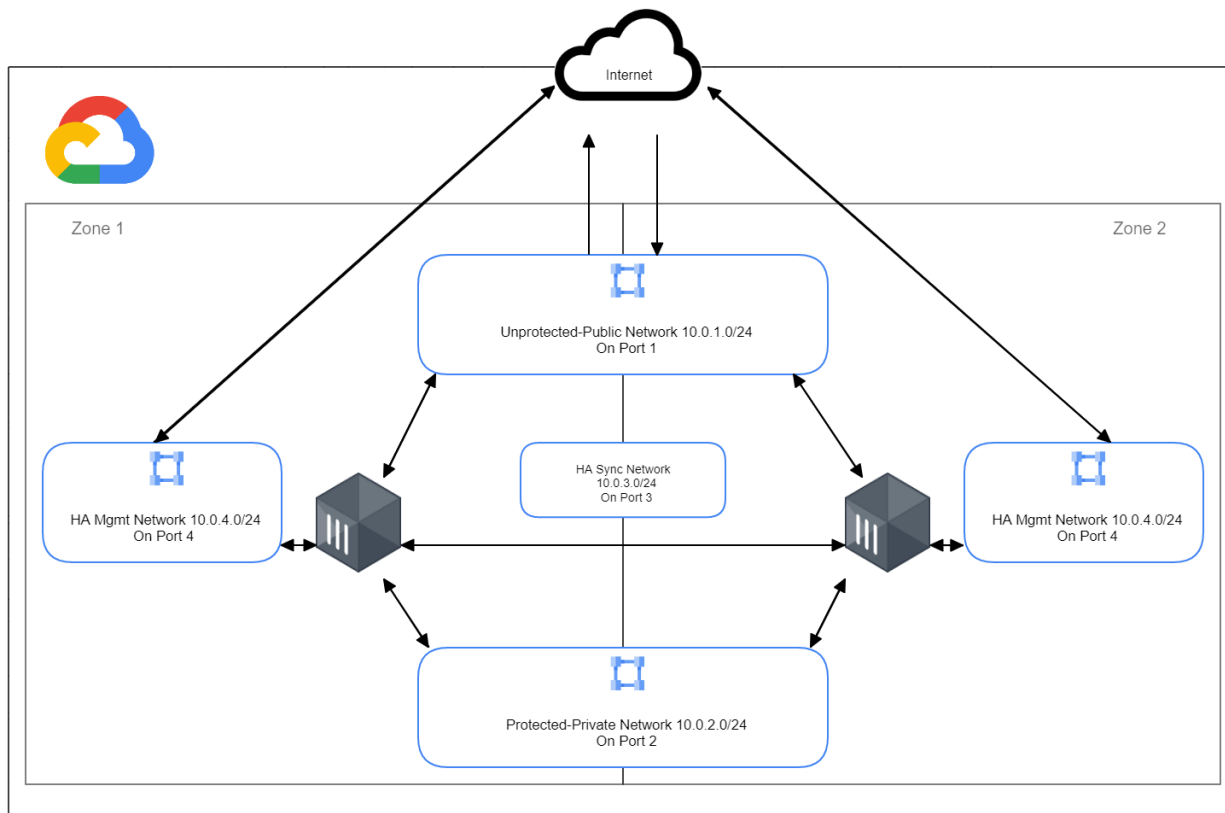 Internet
Zone 1
Zone 2
Unprotected-Public Network 10.0.1.0/24
On Port 1
HA Sync Network
10.0.3.0/24
On Port 3
HA Mgmt Network 10.0.4.0/24
On Port 4
HA Mgmt Network 10.0.4.0/24
On Port 4
Protected-Private Network 10.0.2.0/24
On Port 2